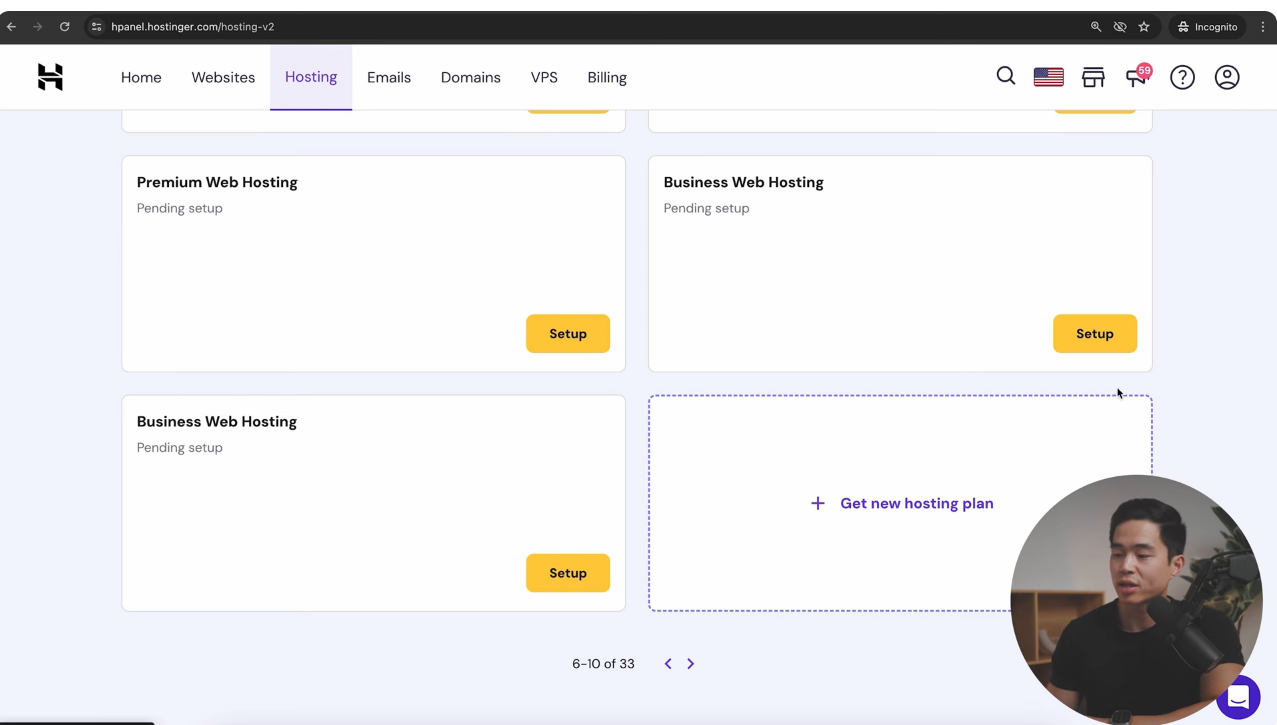 hpanel.hostinger.com/hosting-v2
Incognito
Home Websites Hosting Emails Domains VPS Billing
59
Premium Web Hosting
Pending setup
Setup
Business Web Hosting
Pending setup
Setup
Business Web Hosting
Pending setup
Setup
+ Get new hosting plan
6-10 of 33